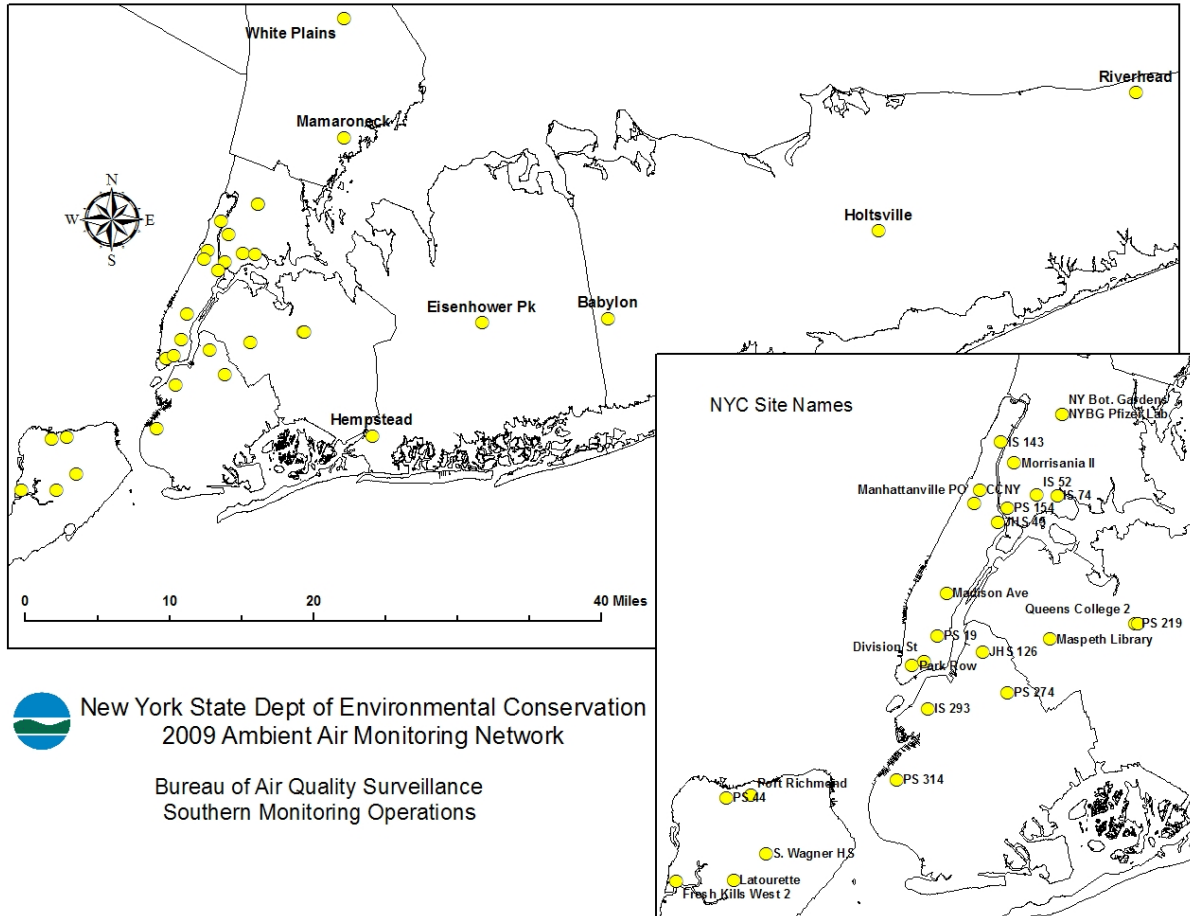 White Plains
Riverhead
Mamaroneck
N
W
E
S
Holtsville
Eisenhower Pk
Babylon
Hempstead
0
10
20
40 Miles
NYC Site Names
NY Bot. Gardens
NYBG Pfizer Lab
IS 143
Morrisania II
IS 52
Manhattanville PO
CCNY
IS 74
PS 154
JHS 45
Madison Ave
Queens College 2
PS 219
PS 19
Maspeth Library
Division St
JHS 126
Park Row
PS 274
IS 293
PS 314
Port Richmond
PS 44
S. Wagner HS
Latourette
Fresh Kills West 2
New York State Dept of Environmental Conservation
2009 Ambient Air Monitoring Network
Bureau of Air Quality Surveillance
Southern Monitoring Operations